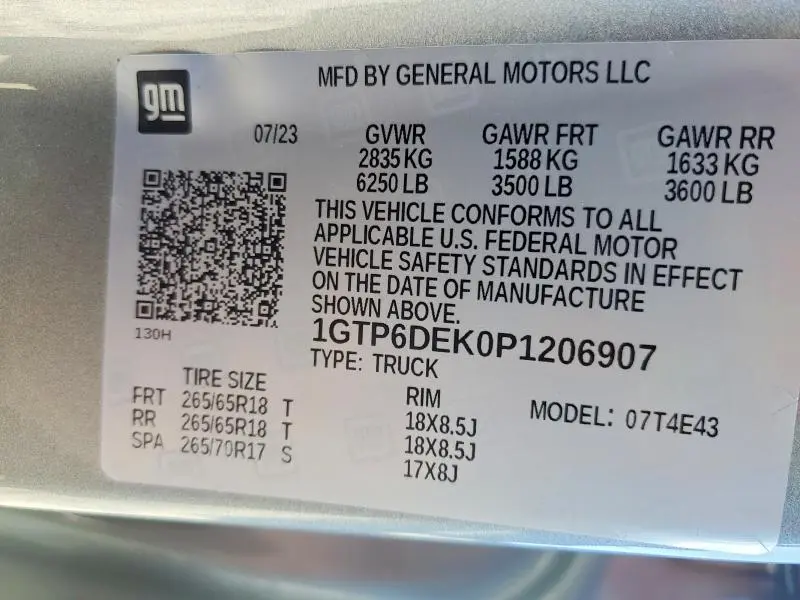 gm
MFD BY GENERAL MOTORS LLC
07/23 GVWR GAWR FRT GAWR RR
2835 KG 1588 KG 1633 KG
6250 LB 3500 LB 3600 LB
THIS VEHICLE CONFORMS TO ALL
APPLICABLE U.S. FEDERAL MOTOR
VEHICLE SAFETY STANDARDS IN EFFECT
ON THE DATE OF MANUFACTURE
SHOWN ABOVE.
130H
1GTP6DEK0P1206907
TYPE: TRUCK
TIRE SIZE RIM MODEL: 07T4E43
FRT 265/65R18 T 18X8.5J
RR 265/65R18 T 18X8.5J
SPA 265/70R17 S 17X8J